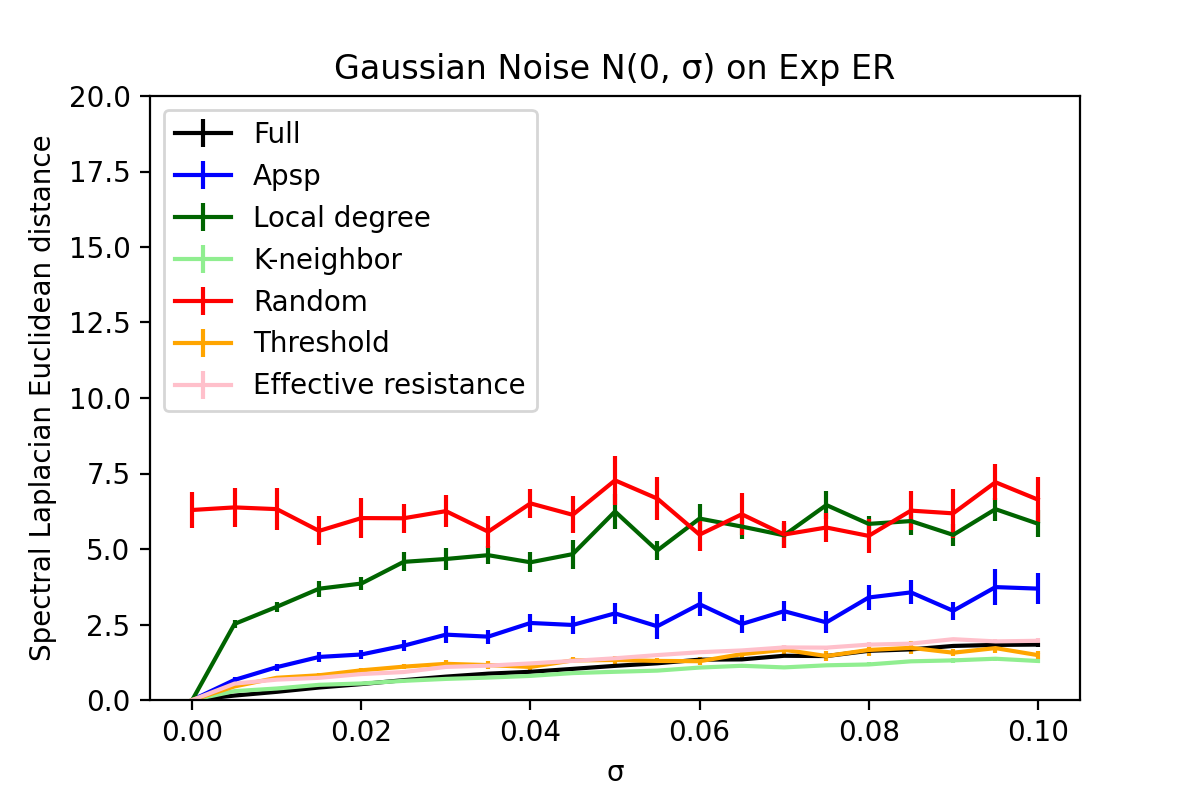 Gaussian Noise N(0, σ) on Exp ER
Spectral Laplacian Euclidean distance
20.0
17.5
15.0
12.5
10.0
7.5
5.0
2.5
0.0
Full
Apsp
Local degree
K-neighbor
Random
Threshold
Effective resistance
0.00 0.02 0.04 0.06 0.08 0.10
σ